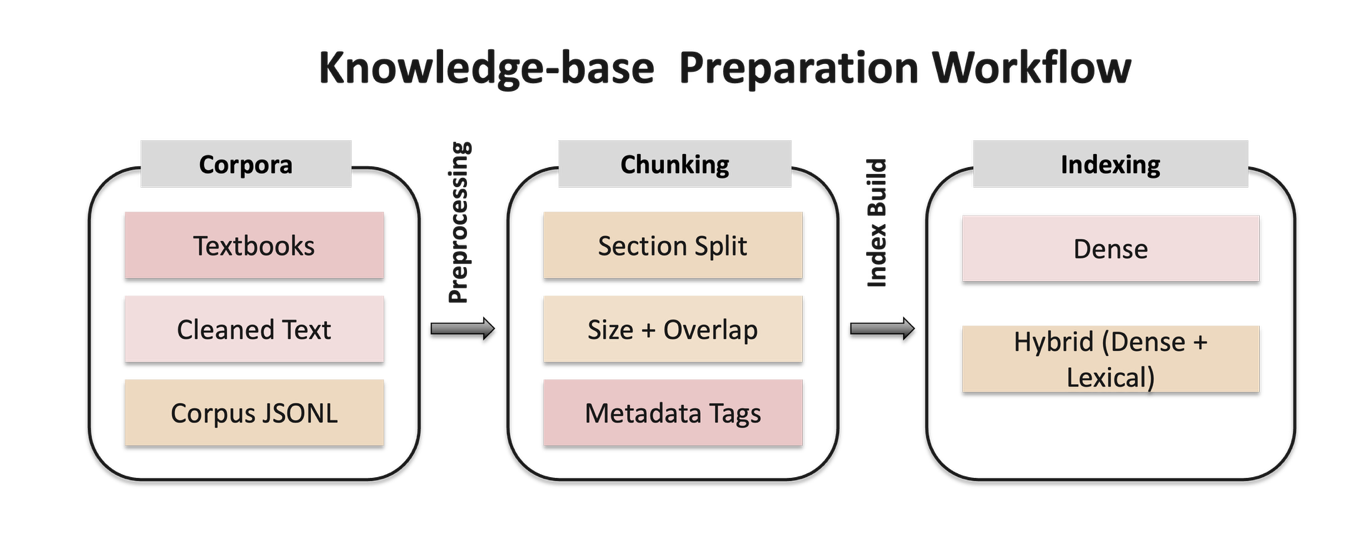 Knowledge-base  Preparation Workflow
Corpora
Textbooks
Cleaned Text
Corpus JSONL
Preprocessing
Chunking
Section Split
Size + Overlap
Metadata Tags
Index Build
Indexing
Dense
Hybrid (Dense +
Lexical)